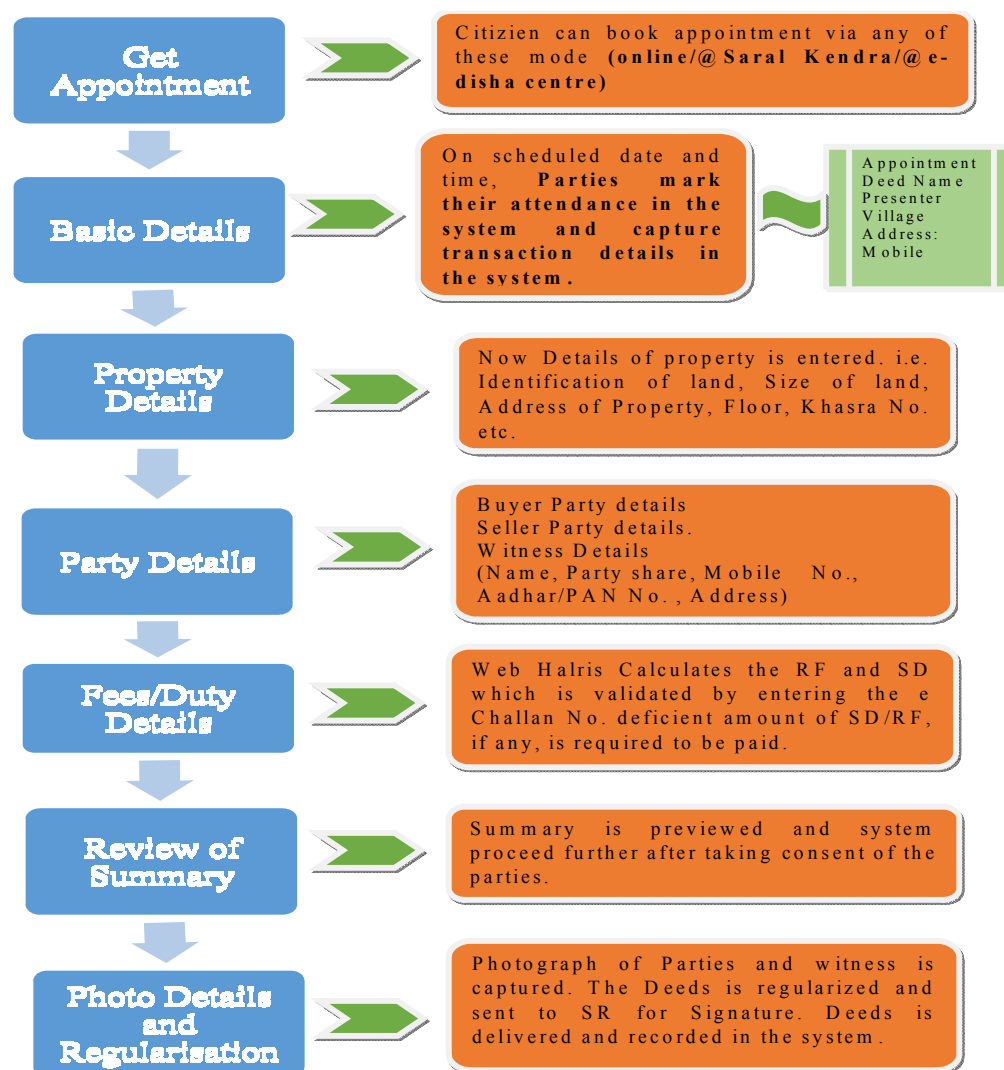 Get
Appointment
Citizien can book appointment via any of
these mode (online/@ Saral Kendra/@ e-
disha centre)
Basic Details
On scheduled date and
time, Parties mark
their attendance in the
system and capture
transaction details in
the system.
Appointm
Deed Name
Presenter
Village
Address:
Mobile
Property
Details
Now Details of property is entered. i.e.
Identification of land, Size of land,
Address of Property, Floor, Khasra No.
etc.
Party Details
Buyer Party details
Seller Party details.
Witness Details
(Name, Party share, Mobile No.,
Aadhar/PAN No. , Address)
Fees/Duty
Details
Web Halris Calculates the RF and SD
which is validated by entering the e
Challan No. deficient amount of SD/RF,
if any, is required to be paid.
Review of
Summary
Summary is previewed and system
proceed further after taking consent of the
parties.
Photo Details
and
Regularisation
Photograph of Parties and witness is
captured. The Deeds is regularized and
sent to SR for Signature. Deeds is
delivered and recorded in the system.